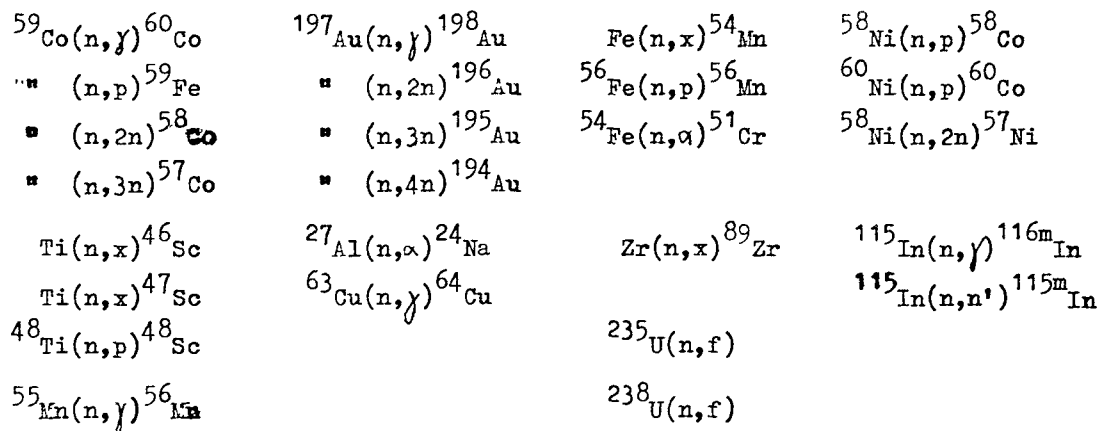 ⁵⁹Co(n,γ)⁶⁰Co ¹⁹⁷Au(n,γ)¹⁹⁸Au Fe(n,x)⁵⁴Mn ⁵⁸Ni(n,p)⁵⁸Co
" (n,p)⁵⁹Fe " (n,2n)¹⁹⁶Au ⁵⁶Fe(n,p)⁵⁶Mn ⁶⁰Ni(n,p)⁶⁰Co
" (n,2n)⁵⁸Co " (n,3n)¹⁹⁵Au ⁵⁴Fe(n,α)⁵¹Cr ⁵⁸Ni(n,2n)⁵⁷Ni
" (n,3n)⁵⁷Co " (n,4n)¹⁹⁴Au
Ti(n,x)⁴⁶Sc ²⁷Al(n,α)²⁴Na Zr(n,x)⁸⁹Zr ¹¹⁵In(n,γ)¹¹⁶ᵐIn
Ti(n,x)⁴⁷Sc ⁶³Cu(n,γ)⁶⁴Cu ¹¹⁵In(n,n')¹¹⁵ᵐIn
⁴⁸Ti(n,p)⁴⁸Sc ²³⁵U(n,f)
⁵⁵Mn(n,γ)⁵⁶Mn ²³⁸U(n,f)